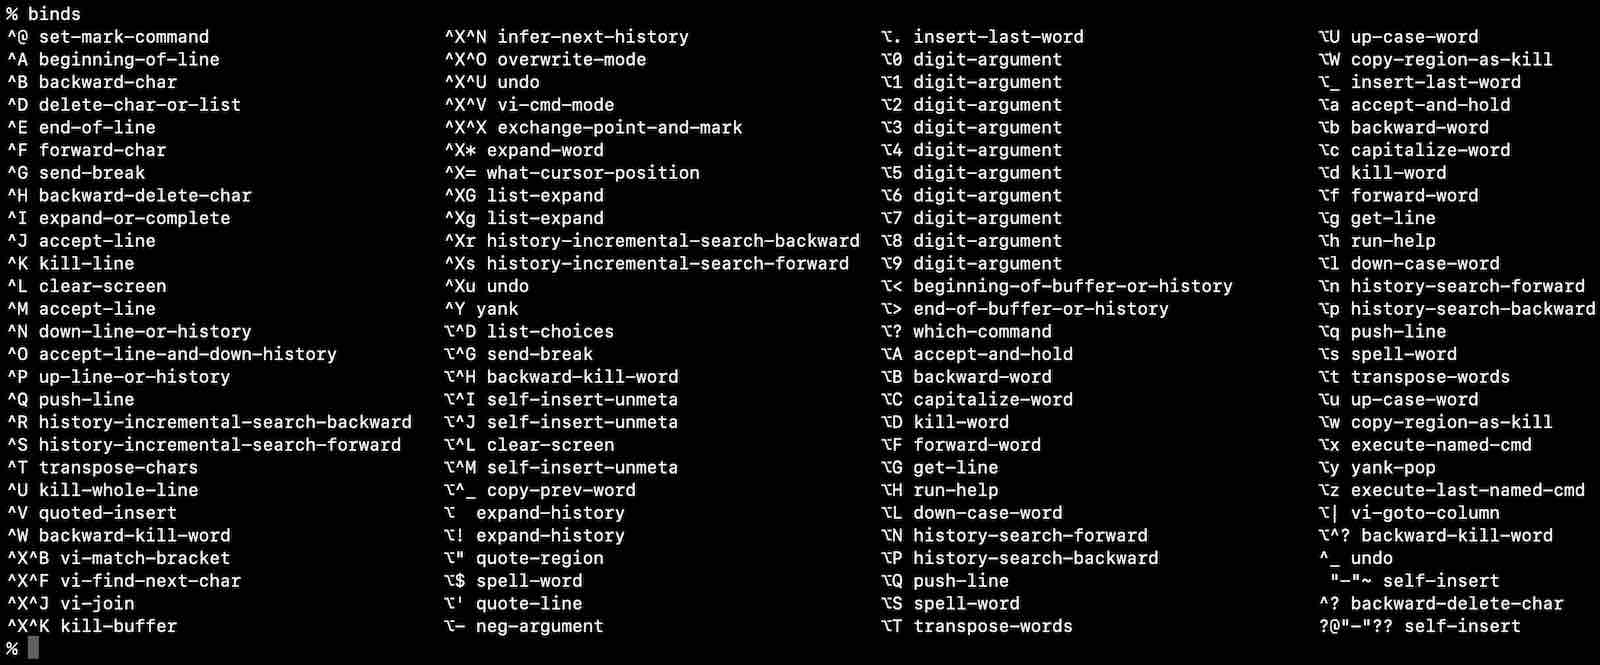 % binds
^@ set-mark-command
^A beginning-of-line
^B backward-char
^D delete-char-or-list
^E end-of-line
^F forward-char
^G send-break
^H backward-delete-char
^I expand-or-complete
^J accept-line
^K kill-line
^L clear-screen
^M accept-line
^N down-line-or-history
^O accept-line-and-down-history
^P up-line-or-history
^Q push-line
^R history-incremental-search-backward
^S history-incremental-search-forward
^T transpose-chars
^U kill-whole-line
^V quoted-insert
^W backward-kill-word
^X^B vi-match-bracket
^X^F vi-find-next-char
^X^J vi-join
^X^K kill-buffer
^X^N infer-next-history
^X^O overwrite-mode
^X^U undo
^X^V vi-cmd-mode
^X^X exchange-point-and-mark
^X* expand-word
^X= what-cursor-position
^XG list-expand
^Xg list-expand
^Xr history-incremental-search-backward
^Xs history-incremental-search-forward
^Xu undo
^Y yank
⌥^D list-choices
⌥^G send-break
⌥^H backward-kill-word
⌥^I self-insert-unmeta
⌥^J self-insert-unmeta
⌥^L clear-screen
⌥^M self-insert-unmeta
⌥^_ copy-prev-word
⌥  expand-history
⌥! expand-history
⌥" quote-region
⌥$ spell-word
⌥' quote-line
⌥- neg-argument
⌥. insert-last-word
⌥0 digit-argument
⌥1 digit-argument
⌥2 digit-argument
⌥3 digit-argument
⌥4 digit-argument
⌥5 digit-argument
⌥6 digit-argument
⌥7 digit-argument
⌥8 digit-argument
⌥9 digit-argument
⌥< beginning-of-buffer-or-history
⌥> end-of-buffer-or-history
⌥? which-command
⌥A accept-and-hold
⌥B backward-word
⌥C capitalize-word
⌥D kill-word
⌥F forward-word
⌥G get-line
⌥H run-help
⌥L down-case-word
⌥N history-search-forward
⌥P history-search-backward
⌥Q push-line
⌥S spell-word
⌥T transpose-words
⌥U up-case-word
⌥W copy-region-as-kill
⌥_ insert-last-word
⌥a accept-and-hold
⌥b backward-word
⌥c capitalize-word
⌥d kill-word
⌥f forward-word
⌥g get-line
⌥h run-help
⌥l down-case-word
⌥n history-search-forward
⌥p history-search-backward
⌥q push-line
⌥s spell-word
⌥t transpose-words
⌥u up-case-word
⌥w copy-region-as-kill
⌥x execute-named-cmd
⌥y yank-pop
⌥z execute-last-named-cmd
⌥| vi-goto-column
⌥^? backward-kill-word
^_ undo
 "-"~ self-insert
^? backward-delete-char
?@"-"?? self-insert
%